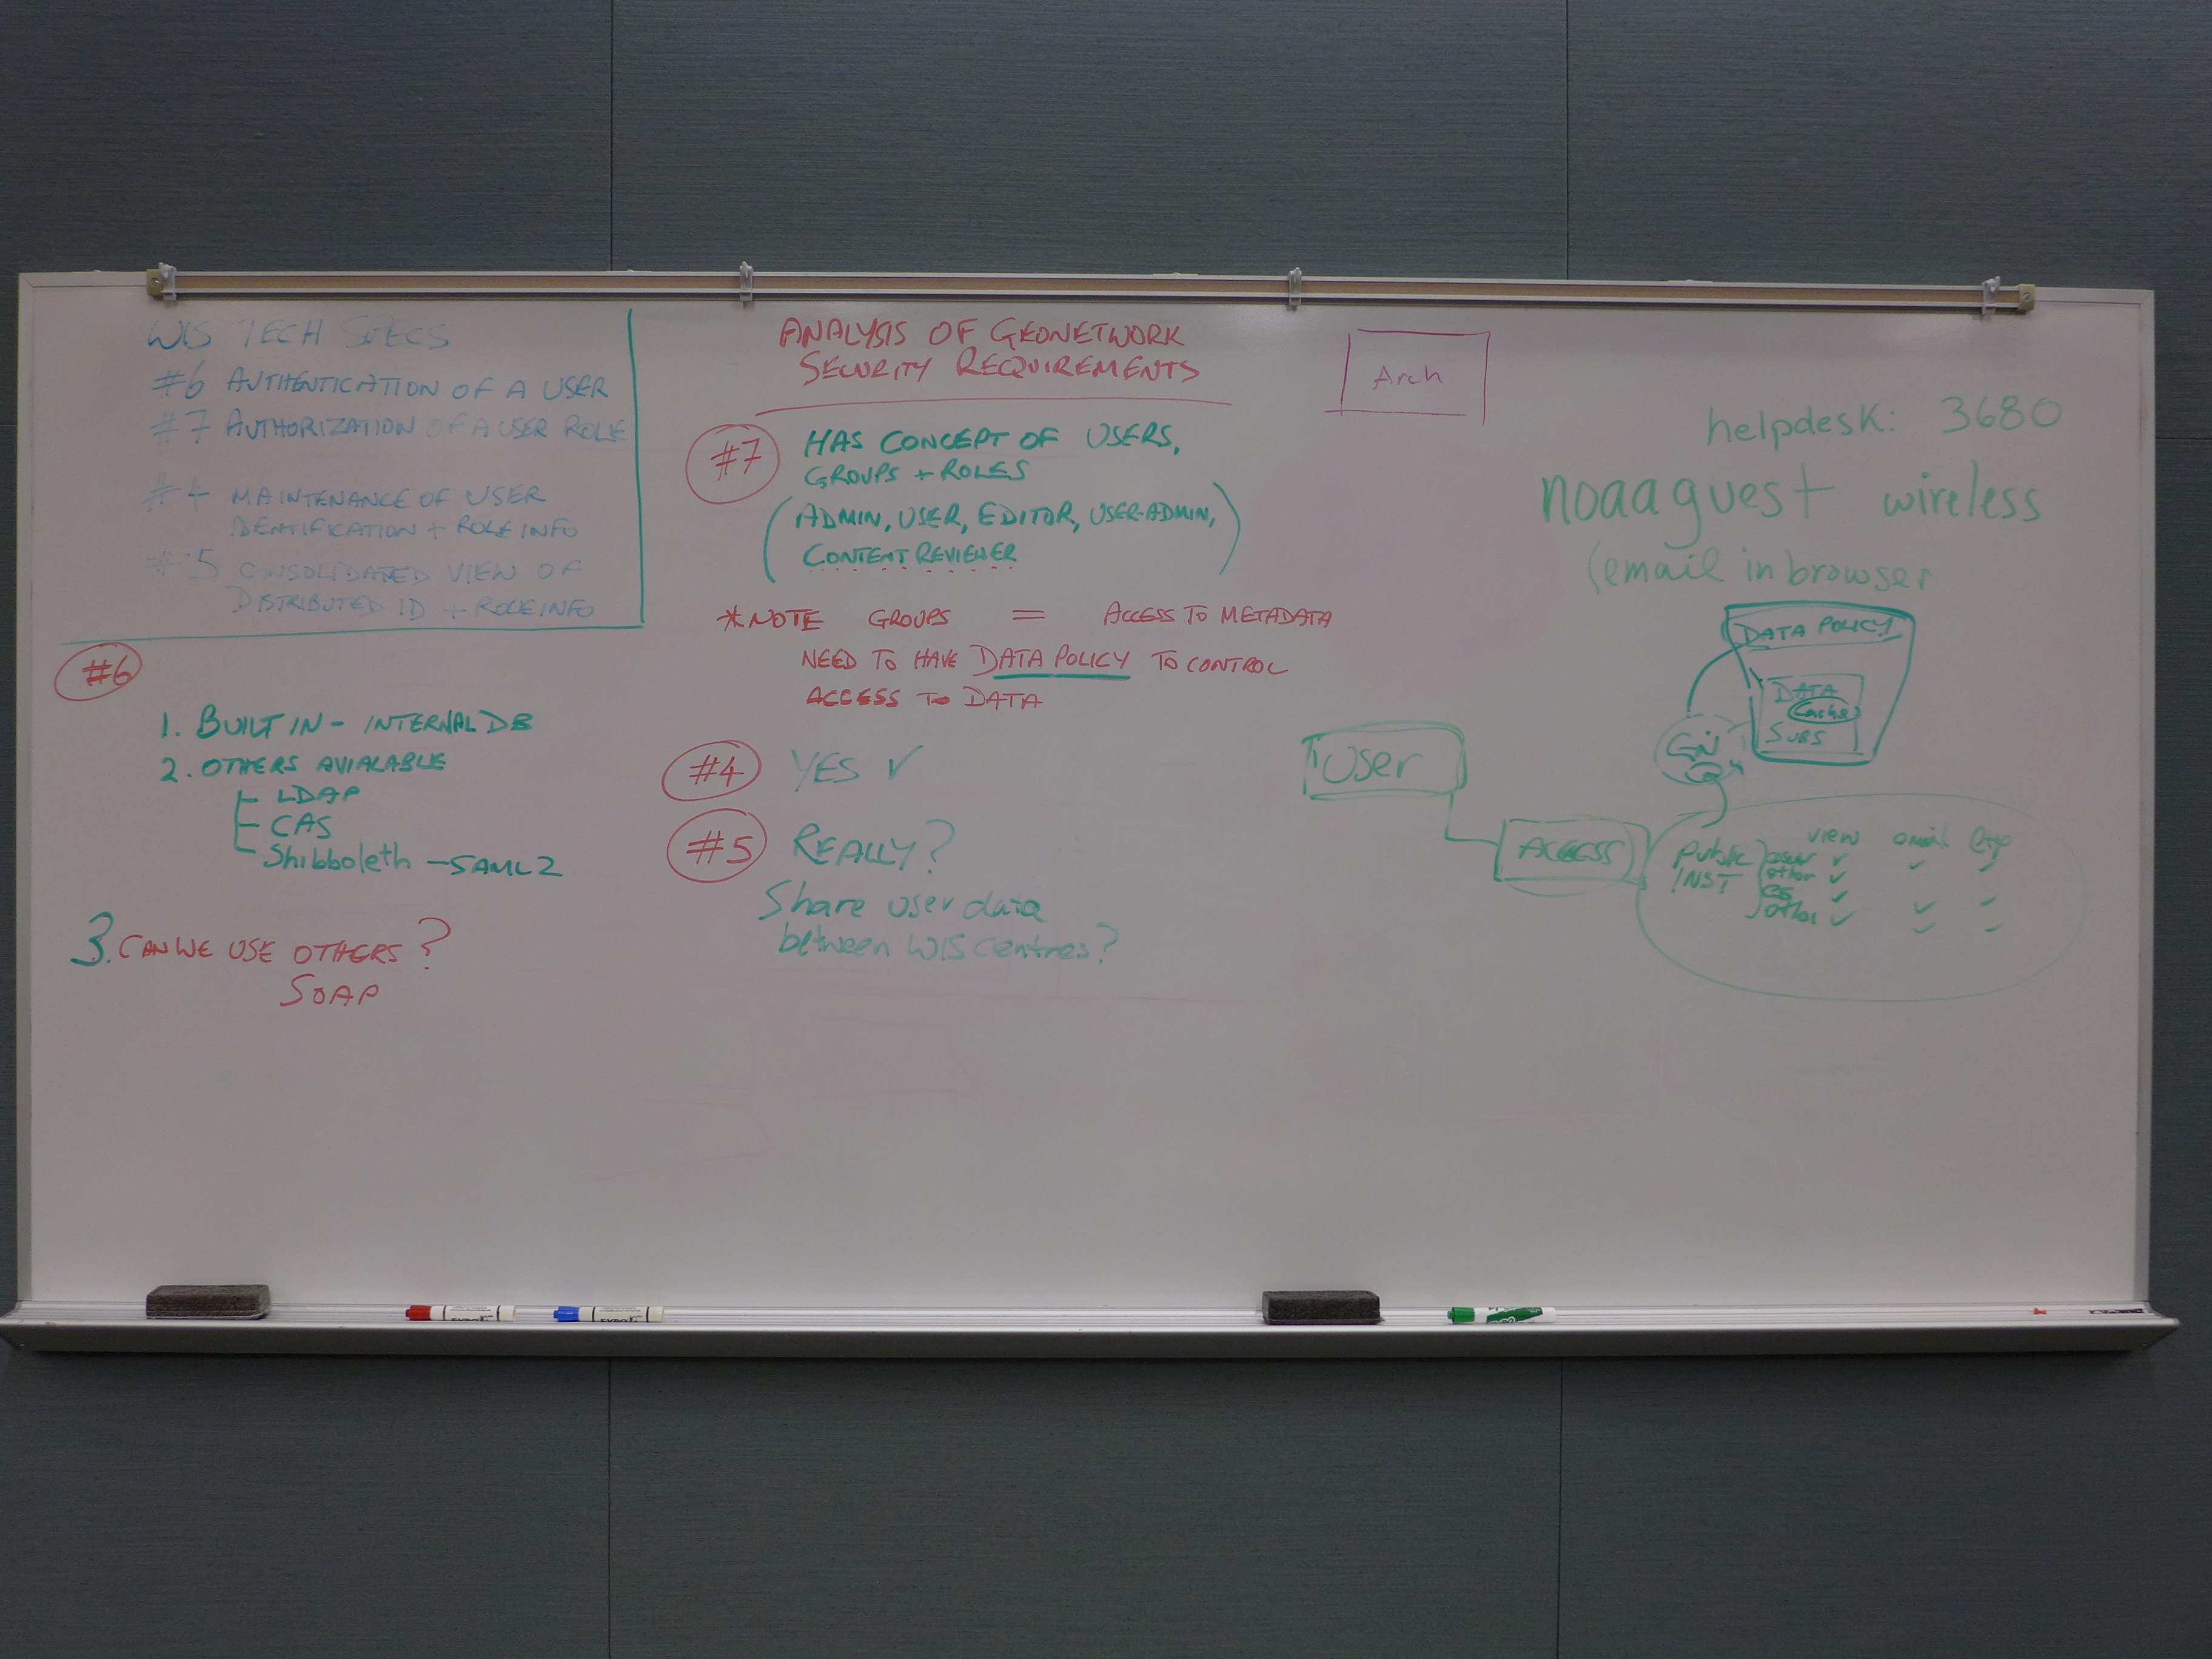 WIS TECH SPECS
#6 AUTHENTICATION OF A USER
#7 AUTHORIZATION OF A USER ROLE
#4 MAINTENANCE OF USER
IDENTIFICATION + ROLE INFO
#5 CONSOLIDATED VIEW OF
DISTRIBUTED ID + ROLE INFO
#6
1. BUILT IN - INTERNAL DB
2. OTHERS AVIALABLE
LDAP
CAS
Shibboleth - SAML 2
3. CAN WE USE OTHERS?
SOAP
ANALYSIS OF GEONETWORK
SECURITY REQUIREMENTS
#7 HAS CONCEPT OF USERS,
GROUPS + ROLES
(ADMIN, USER, EDITOR, USER-ADMIN,
CONTENT REVIEWER)
*NOTE GROUPS = ACCESS TO METADATA
NEED TO HAVE DATA POLICY TO CONTROL
ACCESS TO DATA
#4 YES ✓
#5 REALLY?
Share user data
between WIS centres?
Arch
helpdesk: 3680
noaaguest wireless
(email in browser
DATA POLICY
DATA
Cache
SUBS
GN
User
ACCESS
view
Public
INST
other
other